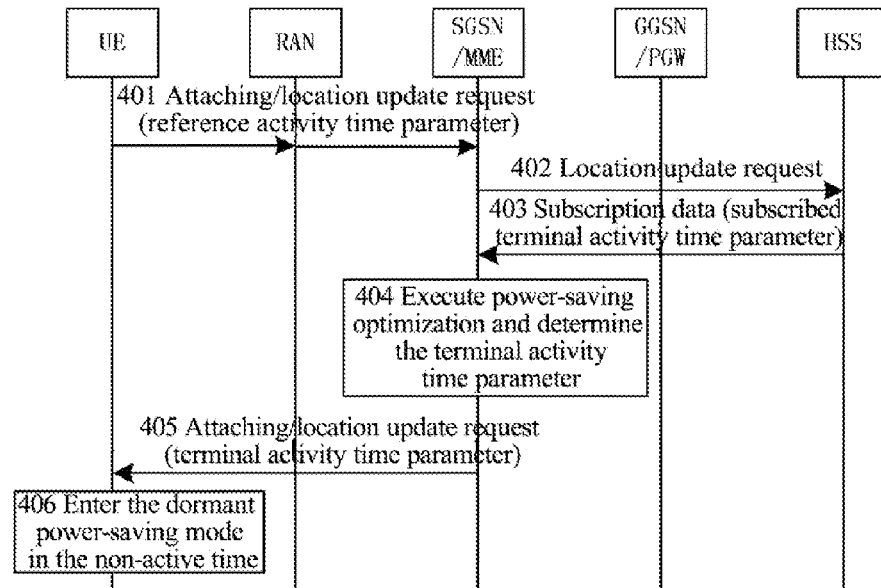 UE
RAN
SGSN
/MME
GGSN
/PGW
HSS
401 Attaching/location update request
(reference activity time parameter)
402 Location update request
403 Subscription data (subscribed
terminal activity time parameter)
404 Execute power-saving
optimization and determine
the terminal activity
time parameter
405 Attaching/location update request
(terminal activity time parameter)
406 Enter the dormant
power-saving mode
in the non-active time